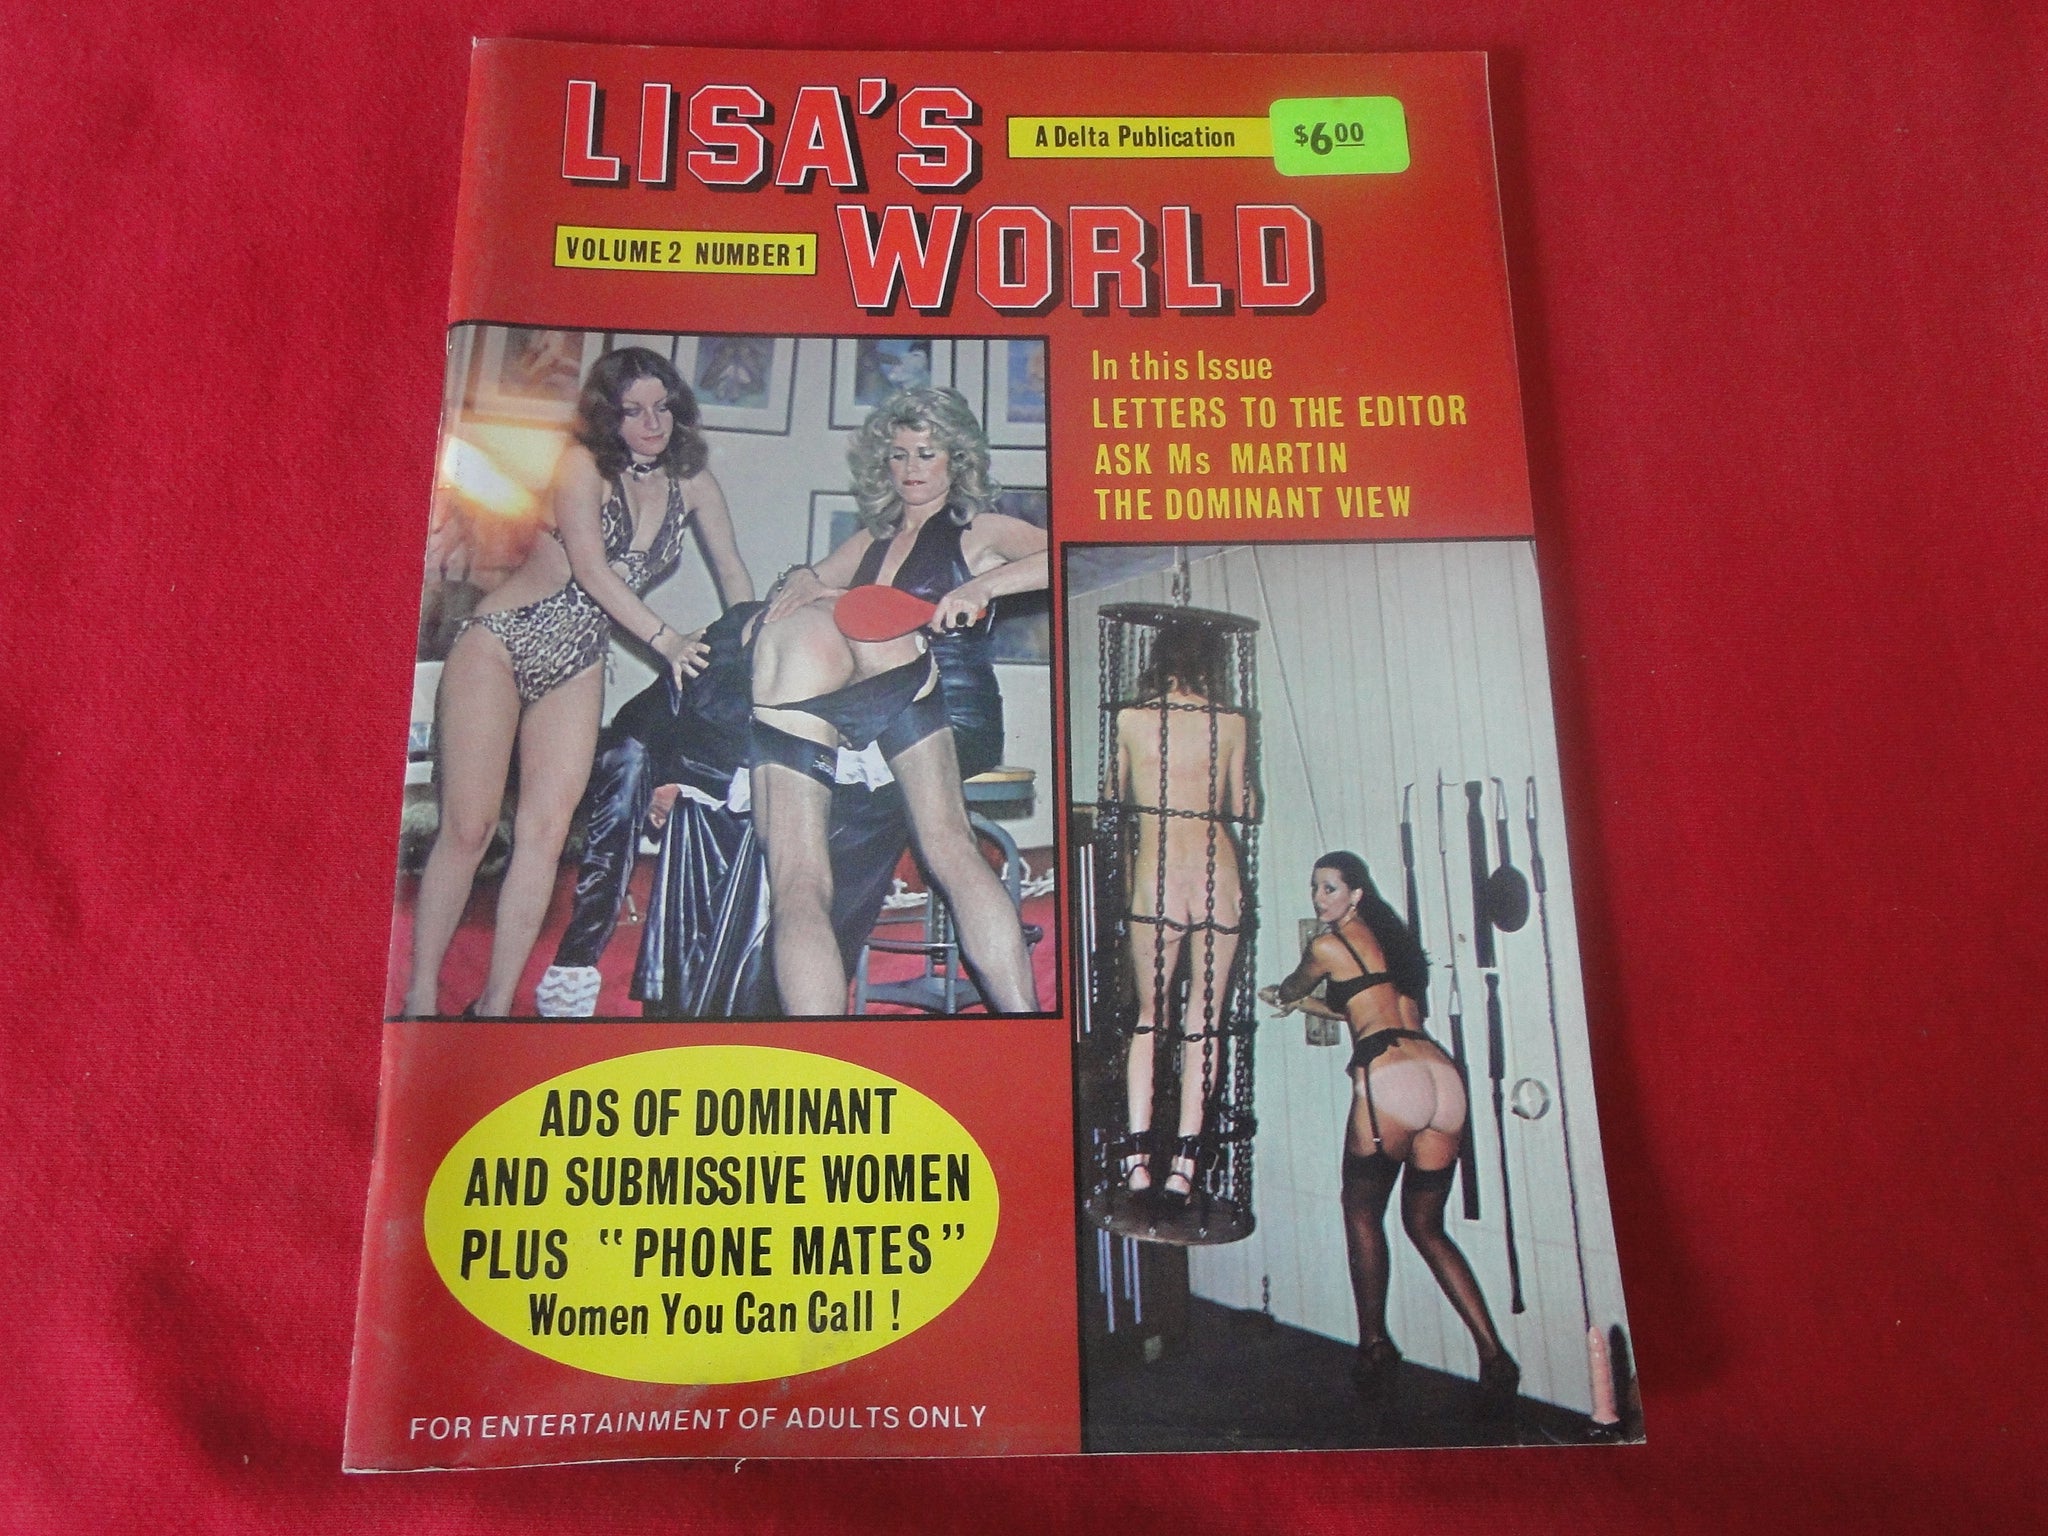 LISA'S
WORLD
A Delta Publication
$6.00
VOLUME 2 NUMBER 1
In this Issue
LETTERS TO THE EDITOR
ASK Ms MARTIN
THE DOMINANT VIEW
ADS OF DOMINANT
AND SUBMISSIVE WOMEN
PLUS "PHONE MATES"
Women You Can Call !
FOR ENTERTAINMENT OF ADULTS ONLY